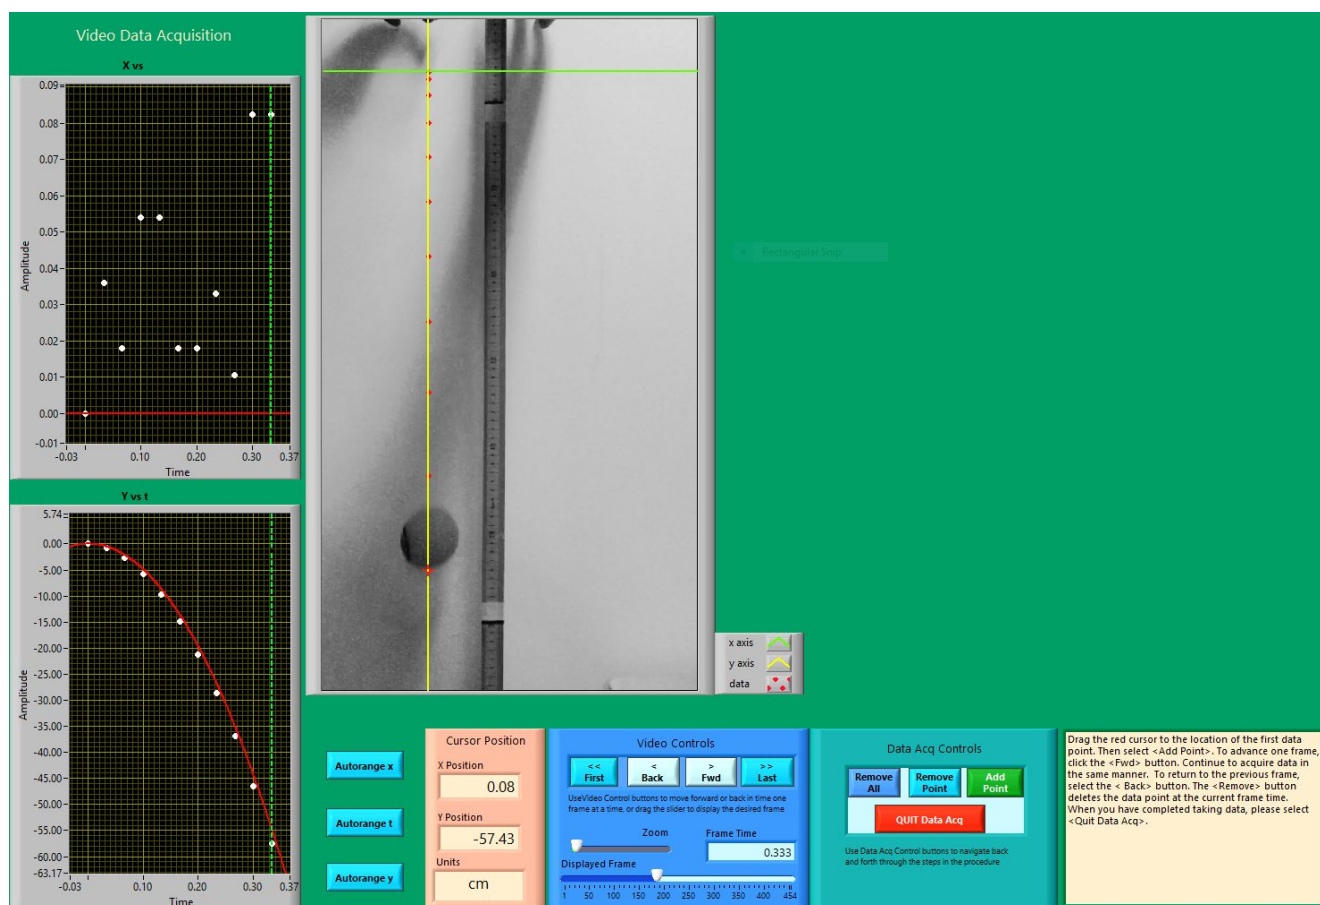 Video Data Acquisition
X vs
0.09
0.08
0.07
0.06
0.05
0.04
0.03
0.02
0.01
0.00
-0.01
Amplitude
-0.03
0.10
0.20
0.30
0.37
Time
Y vs t
5.74
0.00
-5.00
-10.00
-15.00
-20.00
-25.00
-30.00
-35.00
-40.00
-45.00
-50.00
-55.00
-60.00
-63.17
Amplitude
-0.03
0.10
0.20
0.30
0.37
Time
Rectangular Snip
x axis
y axis
data
Autorange x
Autorange t
Autorange y
Cursor Position
X Position
0.08
Y Position
-57.43
Units
cm
Video Controls
<<
First
<
Back
>
Fwd
>>
Last
UseVideo Control buttons to move forward or back in time one
frame at a time, or drag the slider to display the desired frame
Zoom
Frame Time
0.333
Displayed Frame
1 50 100 150 200 250 300 350 400 454
Data Acq Controls
Remove
All
Remove
Point
Add
Point
QUIT Data Acq
Use Data Acq Control buttons to navigate back
and forth through the steps in the procedure
Drag the red cursor to the location of the first data
point. Then select <Add Point>. To advance one frame,
click the <Fwd> button. Continue to acquire data in
the same manner. To return to the previous frame,
select the < Back> button. The <Remove> button
deletes the data point at the current frame time.
When you have completed taking data, please select
<Quit Data Acq>.